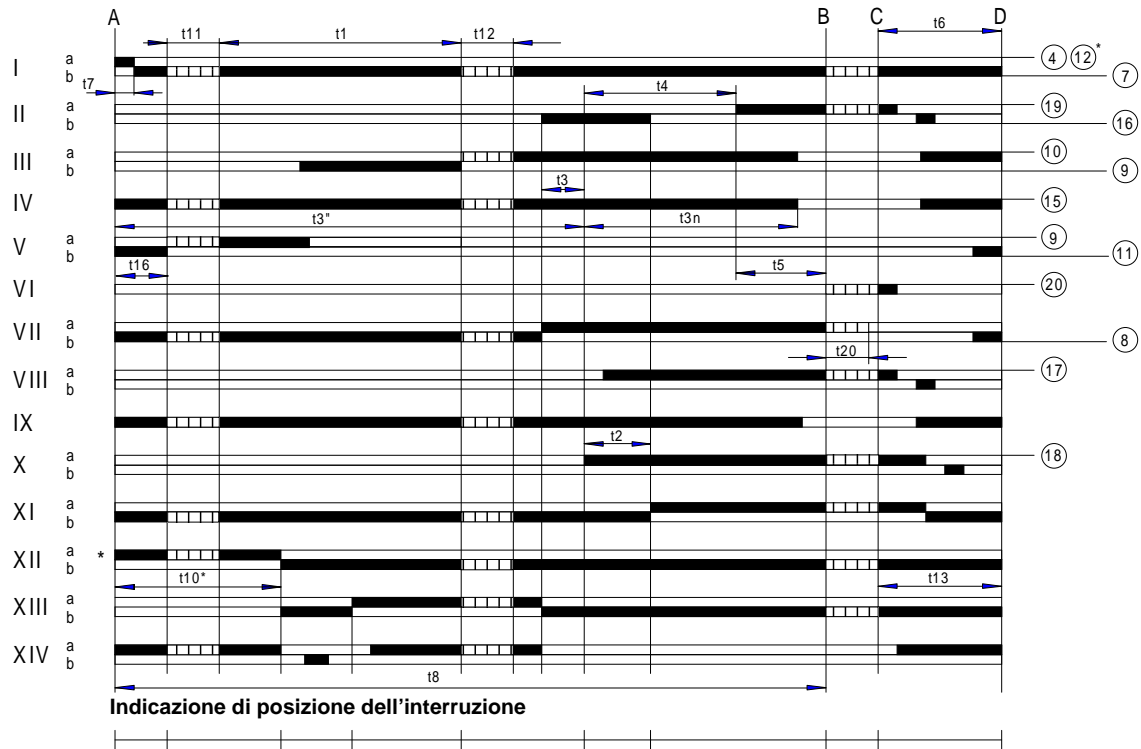 A B C D
t11 t1 t12 t6
I a b 4 12* 7
t7 t4
II a b 19 16
III a b 10 9
t3
IV 15
t3" t3n
V a b 9 11
t16 t5
VI 20
VII a b 8
t20
VIII a b 17
IX
t2
X a b 18
XI a b
XII a b *
t10* t13
XIII a b
XIV a b
t8
Indicazione di posizione dell'interruzione